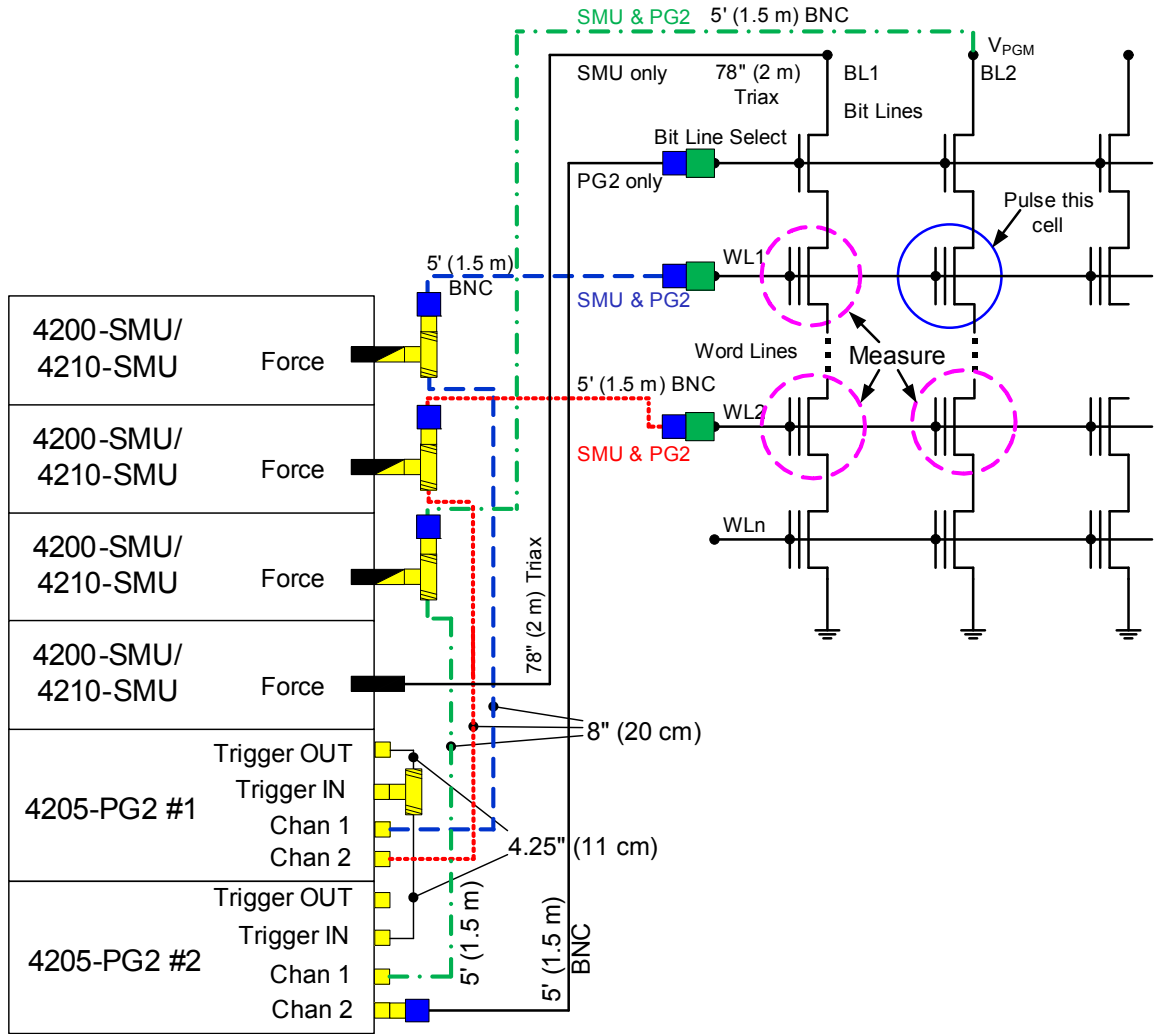 SMU & PG2
5' (1.5 m) BNC
V_PGM
SMU only
78" (2 m)
Triax
BL1
BL2
Bit Lines
Bit Line Select
PG2 only
Pulse this
cell
5' (1.5 m)
BNC
WL1
SMU & PG2
4200-SMU/
4210-SMU
Force
Word Lines
Measure
5' (1.5 m) BNC
WL2
SMU & PG2
4200-SMU/
4210-SMU
Force
4200-SMU/
4210-SMU
Force
WLn
78" (2 m) Triax
4200-SMU/
4210-SMU
Force
8" (20 cm)
4205-PG2 #1
Trigger OUT
Trigger IN
Chan 1
Chan 2
4.25" (11 cm)
4205-PG2 #2
Trigger OUT
Trigger IN
Chan 1
Chan 2
5' (1.5 m)
5' (1.5 m)
BNC